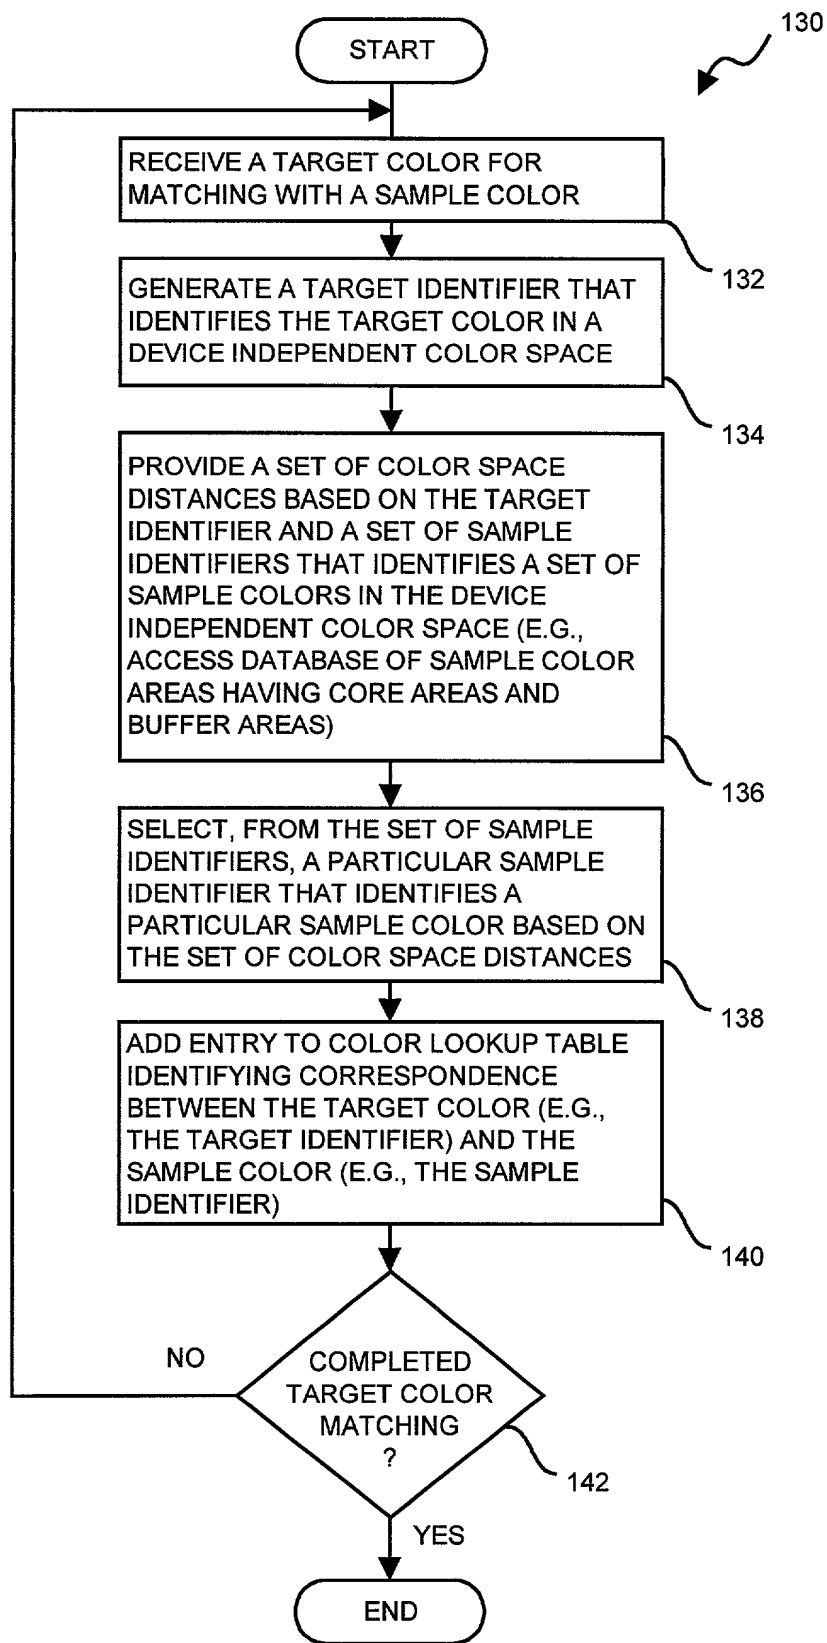 130
START
RECEIVE A TARGET COLOR FOR
MATCHING WITH A SAMPLE COLOR
132
GENERATE A TARGET IDENTIFIER THAT
IDENTIFIES THE TARGET COLOR IN A
DEVICE INDEPENDENT COLOR SPACE
134
PROVIDE A SET OF COLOR SPACE
DISTANCES BASED ON THE TARGET
IDENTIFIER AND A SET OF SAMPLE
IDENTIFIERS THAT IDENTIFIES A SET OF
SAMPLE COLORS IN THE DEVICE
INDEPENDENT COLOR SPACE (E.G.,
ACCESS DATABASE OF SAMPLE COLOR
AREAS HAVING CORE AREAS AND
BUFFER AREAS)
136
SELECT, FROM THE SET OF SAMPLE
IDENTIFIERS, A PARTICULAR SAMPLE
IDENTIFIER THAT IDENTIFIES A
PARTICULAR SAMPLE COLOR BASED ON
THE SET OF COLOR SPACE DISTANCES
138
ADD ENTRY TO COLOR LOOKUP TABLE
IDENTIFYING CORRESPONDENCE
BETWEEN THE TARGET COLOR (E.G.,
THE TARGET IDENTIFIER) AND THE
SAMPLE COLOR (E.G., THE SAMPLE
IDENTIFIER)
140
NO
COMPLETED
TARGET COLOR
MATCHING
?
142
YES
END